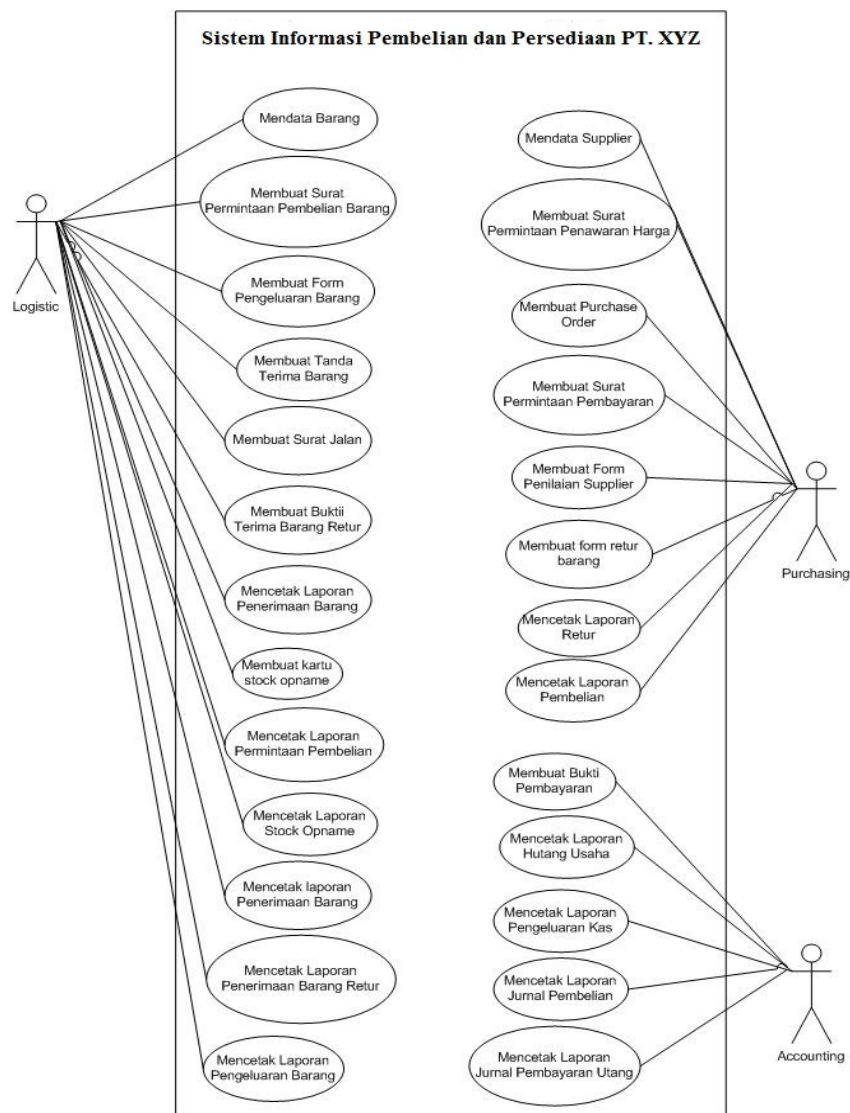 Sistem Informasi Pembelian dan Persediaan PT. XYZ
Mendata Barang
Membuat Surat
Permintaan Pembelian Barang
Logistic
Membuat Form
Pengeluaran Barang
Membuat Tanda
Terima Barang
Membuat Surat Jalan
Membuat Buktii
Terima Barang Retur
Mencetak Laporan
Penerimaan Barang
Membuat kartu
stock opname
Mencetak Laporan
Permintaan Pembelian
Mencetak Laporan
Stock Opname
Mencetak laporan
Penerimaan Barang
Mencetak Laporan
Penerimaan Barang Retur
Mencetak Laporan
Pengeluaran Barang
Mendata Supplier
Membuat Surat
Permintaan Penawaran Harga
Membuat Purchase
Order
Membuat Surat
Permintaan Pembayaran
Membuat Form
Penilaian Supplier
Membuat form retur
barang
Mencetak Laporan
Retur
Mencetak Laporan
Pembelian
Purchasing
Membuat Bukti
Pembayaran
Mencetak Laporan
Hutang Usaha
Mencetak Laporan
Pengeluaran Kas
Mencetak Laporan
Jurnal Pembelian
Mencetak Laporan
Jurnal Pembayaran Utang
Accounting